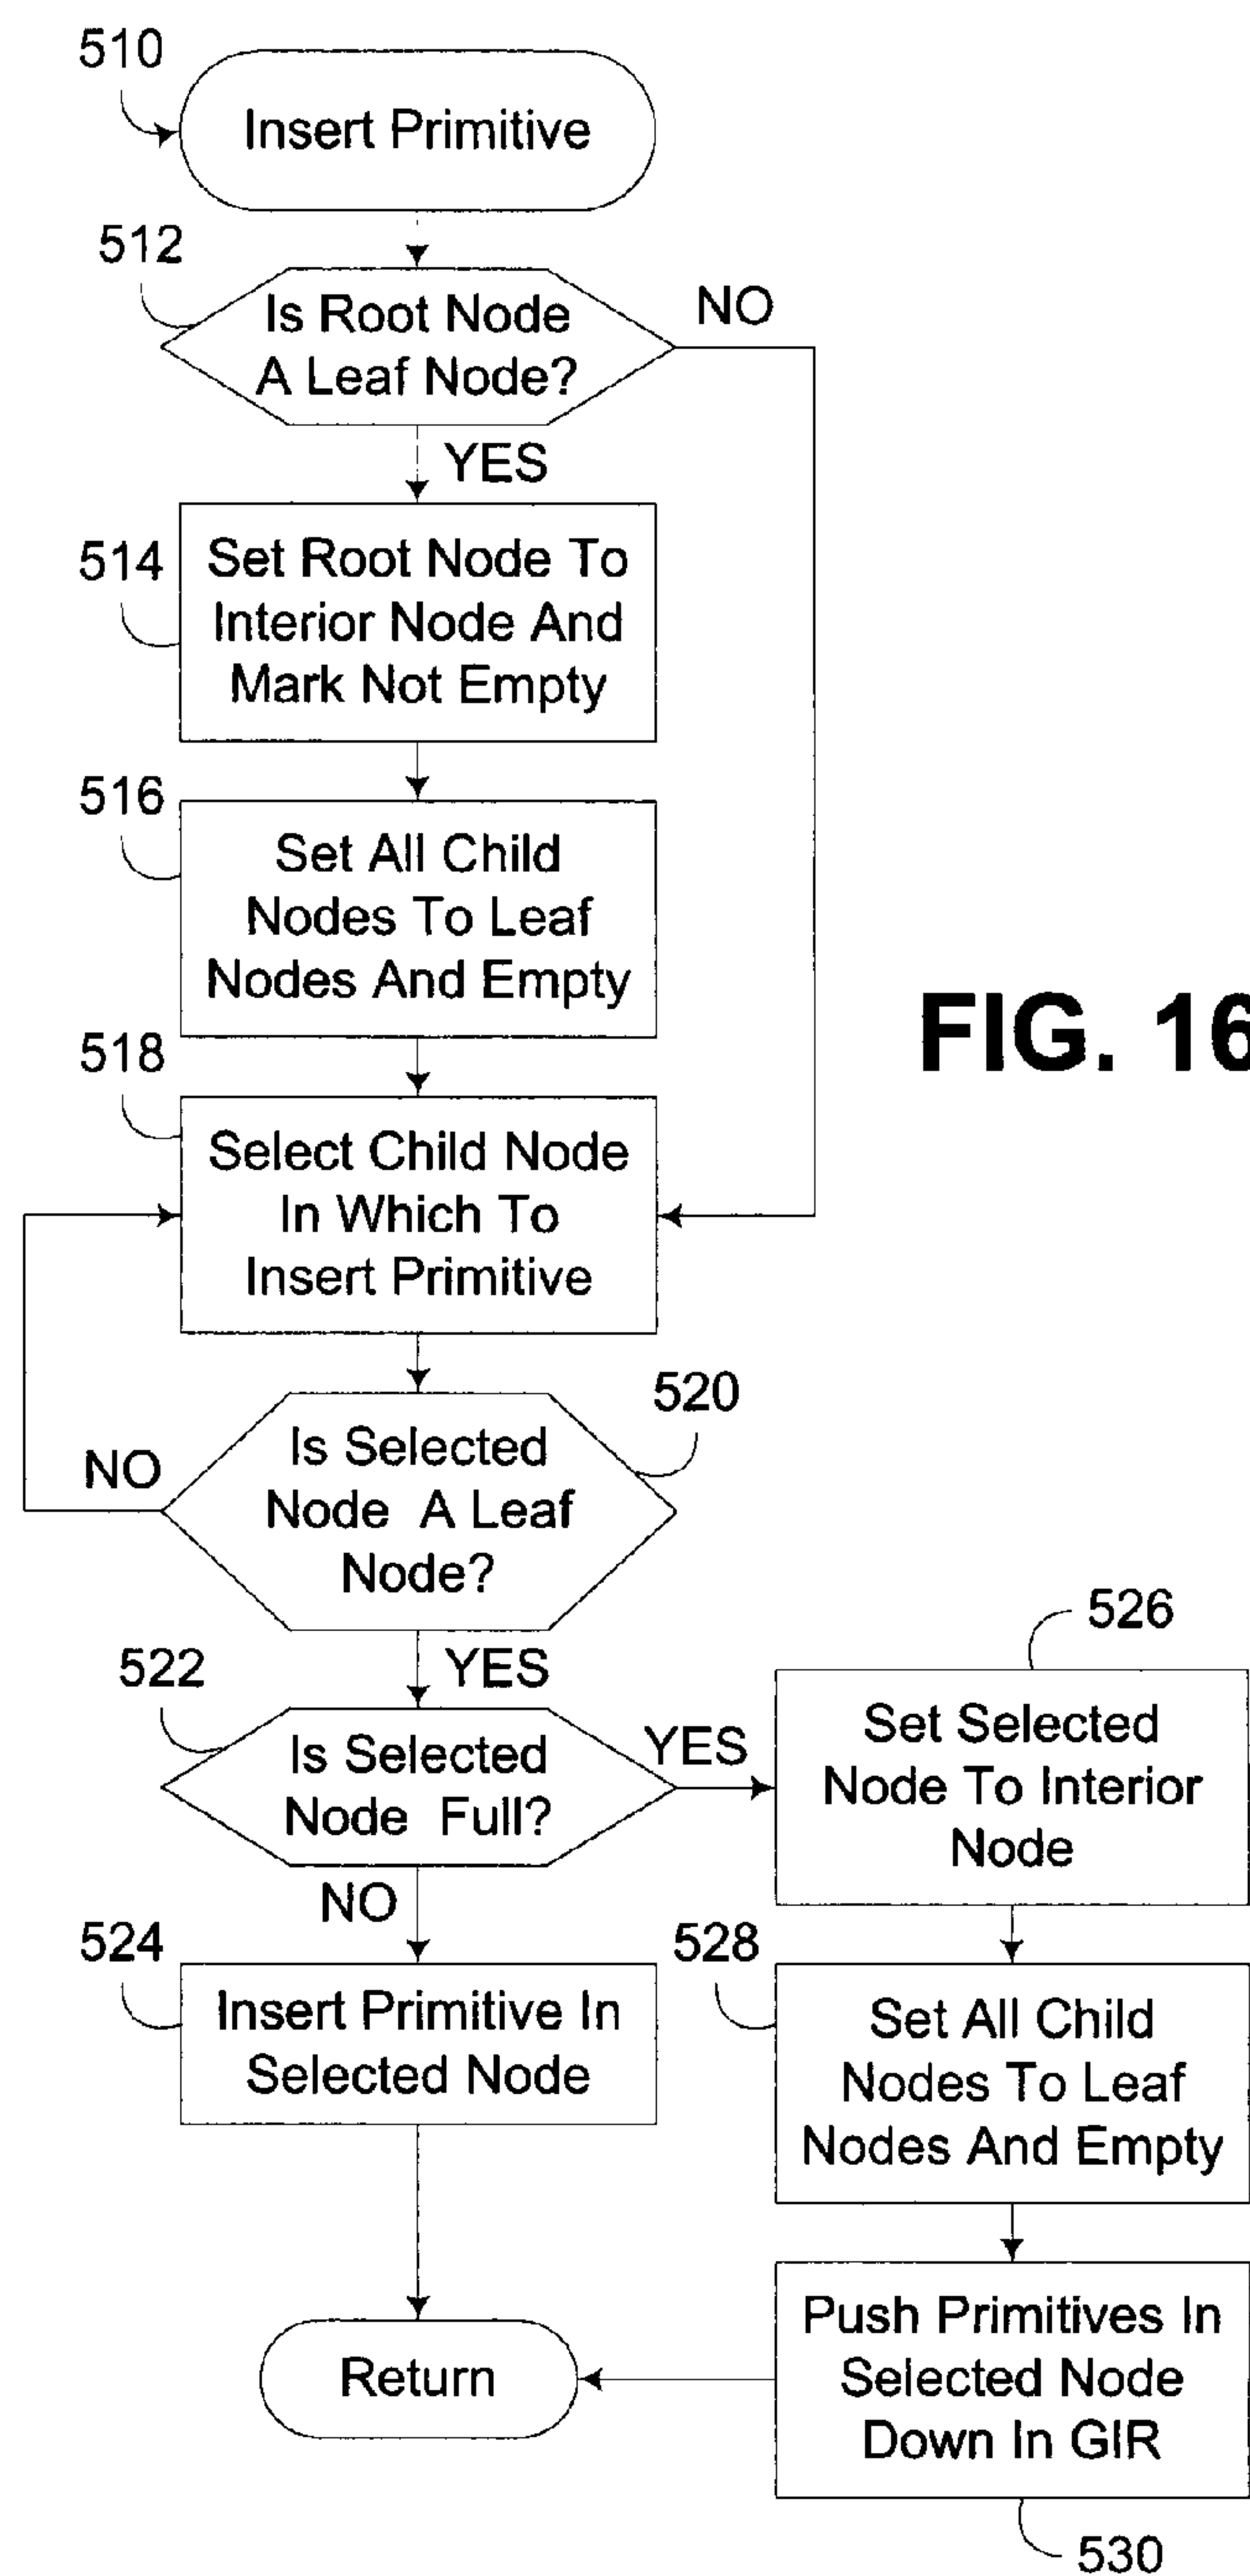 510
Insert Primitive
512
Is Root Node
A Leaf Node?
NO
YES
514
Set Root Node To
Interior Node And
Mark Not Empty
516
Set All Child
Nodes To Leaf
Nodes And Empty
FIG. 16
518
Select Child Node
In Which To
Insert Primitive
520
Is Selected
Node A Leaf
Node?
NO
YES
522
Is Selected
Node Full?
YES
NO
526
Set Selected
Node To Interior
Node
524
Insert Primitive In
Selected Node
528
Set All Child
Nodes To Leaf
Nodes And Empty
Return
Push Primitives In
Selected Node
Down In GIR
530